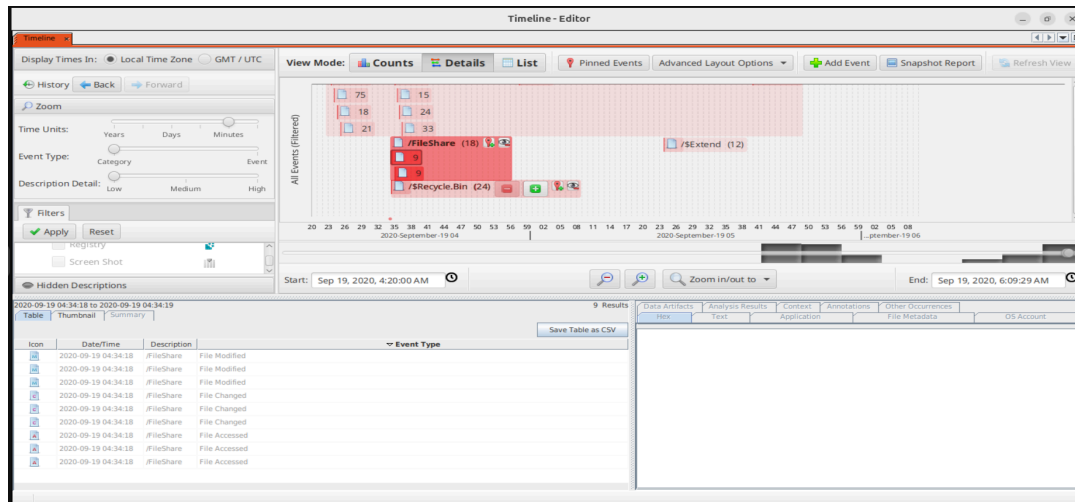 Timeline - Editor
Timeline ×
Display Times In: Local Time Zone GMT / UTC
View Mode: Counts Details List Pinned Events Advanced Layout Options Add Event Snapshot Report Refresh View
History Back Forward
Zoom
Time Units:
Years Days Minutes
Event Type:
Category Event
Description Detail:
Low Medium High
Filters
Apply Reset
Registry
Screen Shot
Hidden Descriptions
All Events (Filtered)
75 15
18 24
21 33
/FileShare (18)
/$Extend (12)
9
9
/$Recycle.Bin (24)
20 23 26 29 32 35 38 41 44 47 50 53 56 59 02 05 08 11 14 17 20 23 26 29 32 35 38 41 44 47 50 53 56 59 02 05 08
2020-September-19 04 2020-September-19 05 ...ptember-19 06
Start: Sep 19, 2020, 4:20:00 AM Zoom in/out to End: Sep 19, 2020, 6:09:29 AM
2020-09-19 04:34:18 to 2020-09-19 04:34:19 9 Results
Table Thumbnail Summary
Save Table as CSV
Icon Date/Time Description Event Type
2020-09-19 04:34:18 /FileShare File Modified
2020-09-19 04:34:18 /FileShare File Modified
2020-09-19 04:34:18 /FileShare File Modified
2020-09-19 04:34:18 /FileShare File Changed
2020-09-19 04:34:18 /FileShare File Changed
2020-09-19 04:34:18 /FileShare File Changed
2020-09-19 04:34:18 /FileShare File Accessed
2020-09-19 04:34:18 /FileShare File Accessed
2020-09-19 04:34:18 /FileShare File Accessed
Data Artifacts Analysis Results Context Annotations Other Occurrences
Hex Text Application File Metadata OS Account